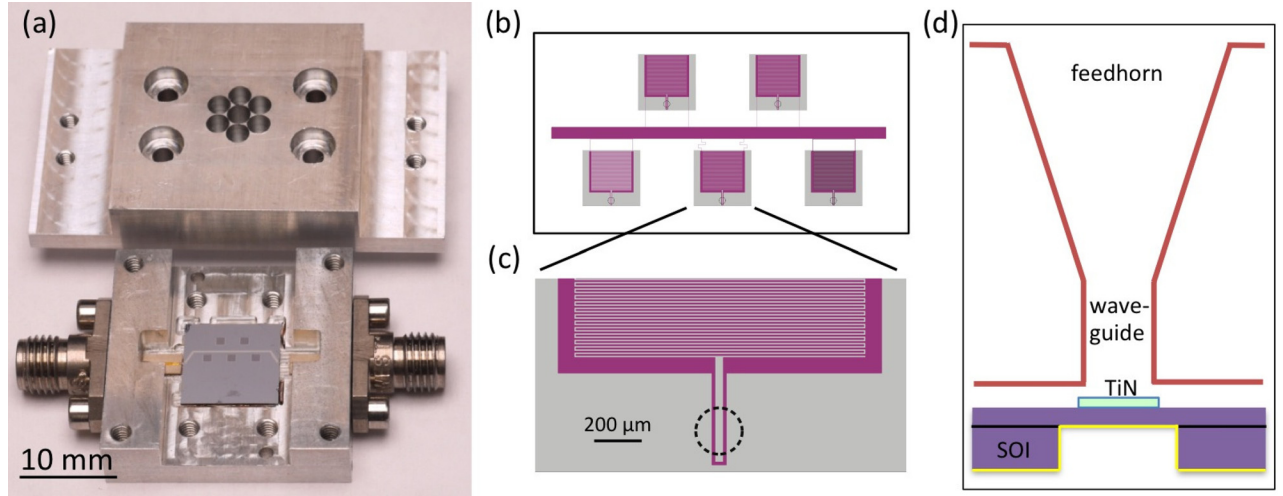 (a)
10 mm
(b)
(c)
200 μm
(d)
feedhorn
wave-
guide
TiN
SOI